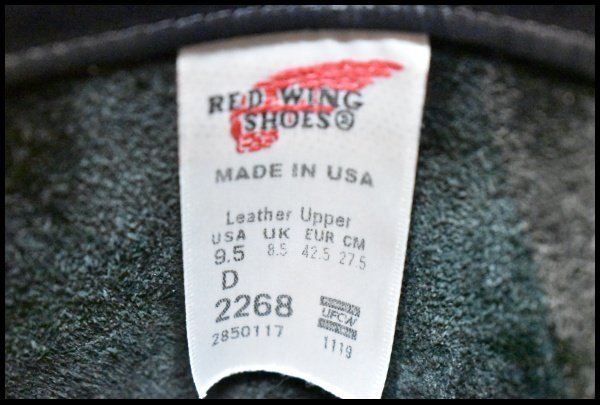 RED WING
SHOES®
MADE IN USA
Leather Upper
USA UK EUR CM
9.5 8.5 42.5 27.5
D
2268
UFCW
2850117 1119